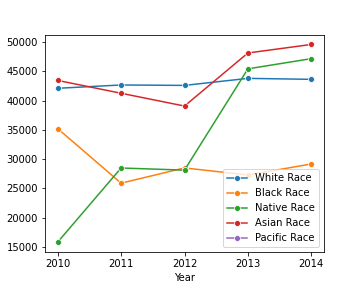 50000
45000
40000
35000
30000
25000
20000
15000
White Race
Black Race
Native Race
Asian Race
Pacific Race
2010 2011 2012 2013 2014
Year